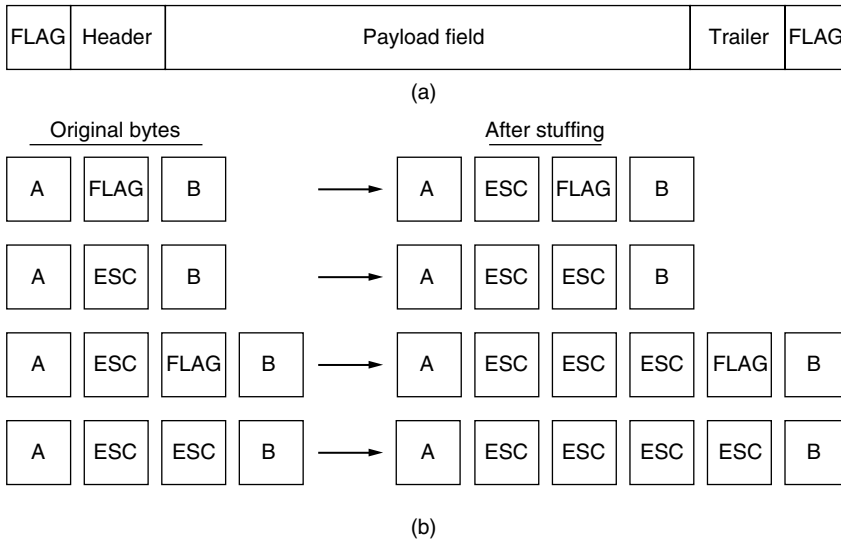 FLAG Header Payload field Trailer FLAG
(a)
Original bytes After stuffing
A FLAG B A ESC FLAG B
A ESC B A ESC ESC B
A ESC FLAG B A ESC ESC ESC FLAG B
A ESC ESC B A ESC ESC ESC ESC B
(b)